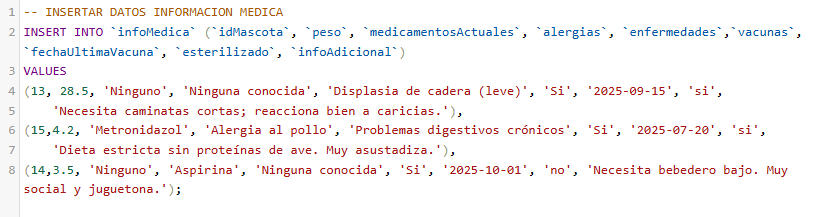 1 -- INSERTAR DATOS INFORMACION MEDICA
2 INSERT INTO `infoMedica` (`idMascota`, `peso`, `medicamentosActuales`, `alergias`, `enfermedades`,`vacunas`,
`fechaUltimaVacuna`, `esterilizado`, `infoAdicional`)
3 VALUES
4 (13, 28.5, 'Ninguno', 'Ninguna conocida', 'Displasia de cadera (leve)', 'Si', '2025-09-15', 'si',
5 'Necesita caminatas cortas; reacciona bien a caricias.'),
6 (15,4.2, 'Metronidazol', 'Alergia al pollo', 'Problemas digestivos crónicos', 'Si', '2025-07-20', 'si',
7 'Dieta estricta sin proteínas de ave. Muy asustadiza.'),
8 (14,3.5, 'Ninguno', 'Aspirina', 'Ninguna conocida', 'Si', '2025-10-01', 'no', 'Necesita bebedero bajo. Muy
social y juguetona.');